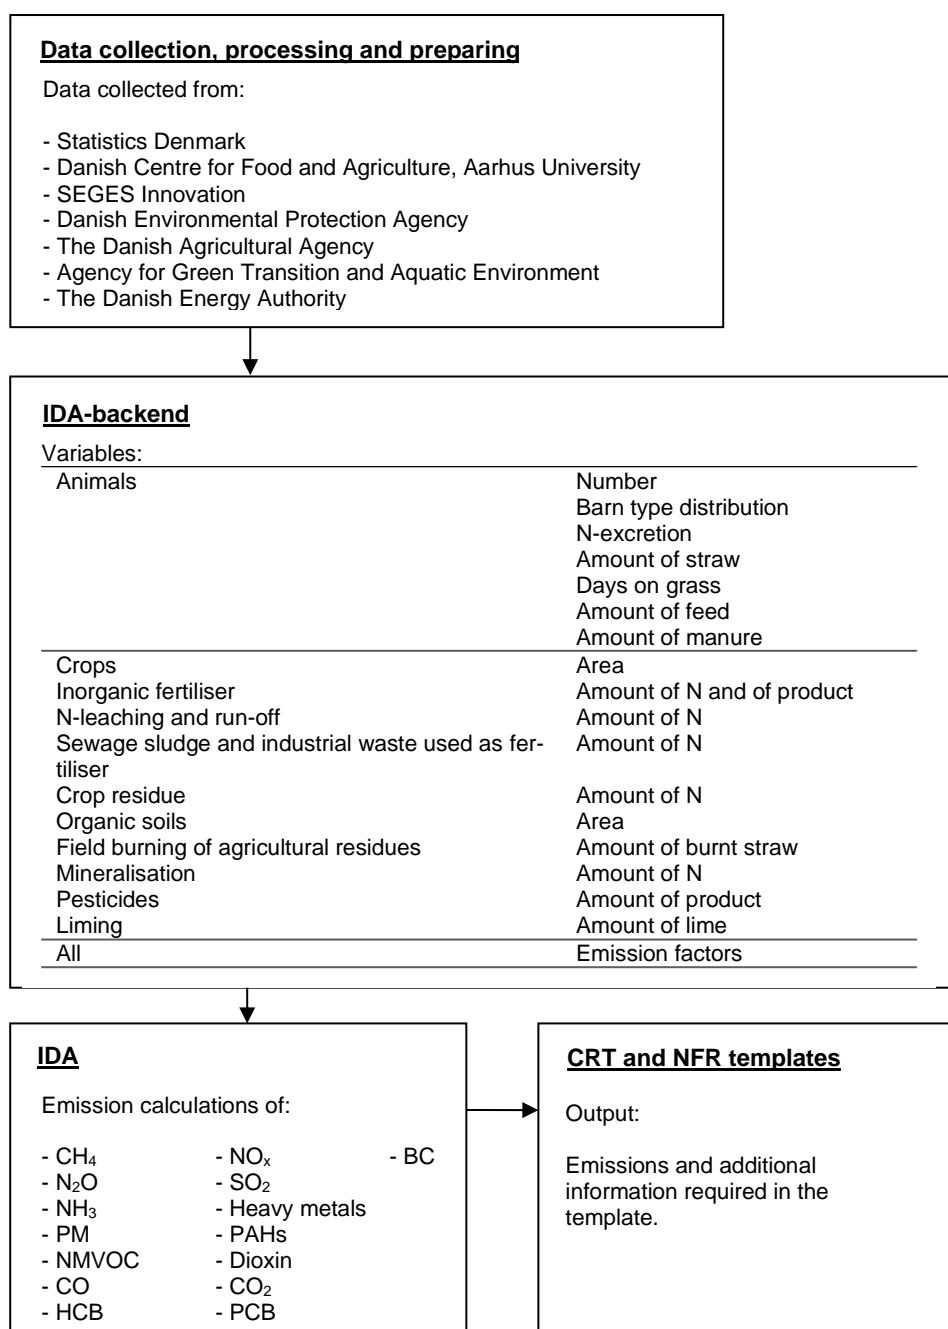 Data collection, processing and preparing
Data collected from:
- Statistics Denmark
- Danish Centre for Food and Agriculture, Aarhus University
- SEGES Innovation
- Danish Environmental Protection Agency
- The Danish Agricultural Agency
- Agency for Green Transition and Aquatic Environment
- The Danish Energy Authority
IDA-backend
Variables:
Animals Number
Barn type distribution
N-excretion
Amount of straw
Days on grass
Amount of feed
Amount of manure
Crops Area
Inorganic fertiliser Amount of N and of product
N-leaching and run-off Amount of N
Sewage sludge and industrial waste used as fer- Amount of N
tiliser
Crop residue Amount of N
Organic soils Area
Field burning of agricultural residues Amount of burnt straw
Mineralisation Amount of N
Pesticides Amount of product
Liming Amount of lime
All Emission factors
IDA
Emission calculations of:
- CH₄ - NOₓ - BC
- N₂O - SO₂
- NH₃ - Heavy metals
- PM - PAHs
- NMVOC - Dioxin
- CO - CO₂
- HCB - PCB
CRT and NFR templates
Output:
Emissions and additional
information required in the
template.